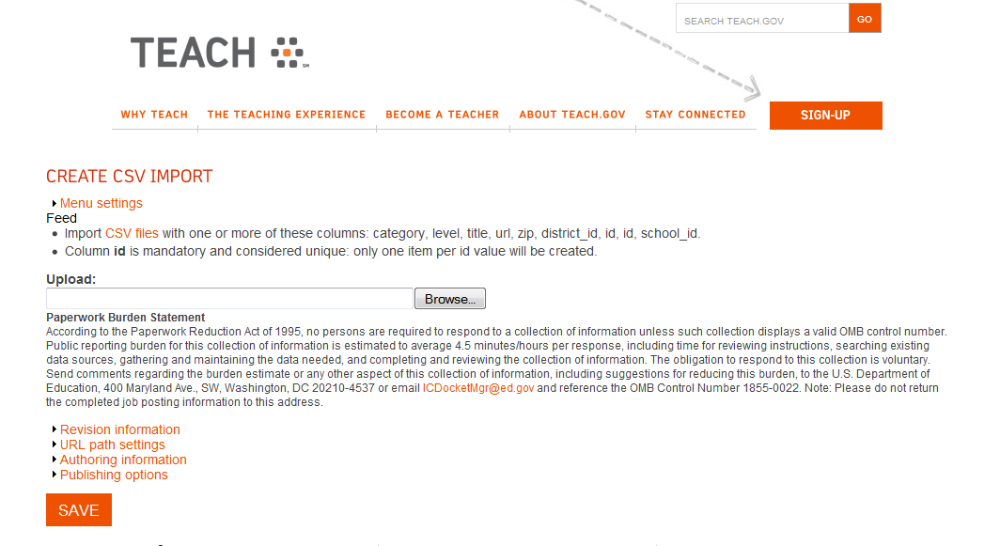 SEARCH TEACH.GOV
GO
TEACH
SM
WHY TEACH THE TEACHING EXPERIENCE BECOME A TEACHER ABOUT TEACH.GOV STAY CONNECTED SIGN-UP
CREATE CSV IMPORT
Menu settings
Feed
• Import CSV files with one or more of these columns: category, level, title, url, zip, district_id, id, id, school_id.
• Column id is mandatory and considered unique: only one item per id value will be created.
Upload:
Browse...
Paperwork Burden Statement
According to the Paperwork Reduction Act of 1995, no persons are required to respond to a collection of information unless such collection displays a valid OMB control number.
Public reporting burden for this collection of information is estimated to average 4.5 minutes/hours per response, including time for reviewing instructions, searching existing
data sources, gathering and maintaining the data needed, and completing and reviewing the collection of information. The obligation to respond to this collection is voluntary.
Send comments regarding the burden estimate or any other aspect of this collection of information, including suggestions for reducing this burden, to the U.S. Department of
Education, 400 Maryland Ave., SW, Washington, DC 20210-4537 or email ICDocketMgr@ed.gov and reference the OMB Control Number 1855-0022. Note: Please do not return
the completed job posting information to this address.
Revision information
URL path settings
Authoring information
Publishing options
SAVE